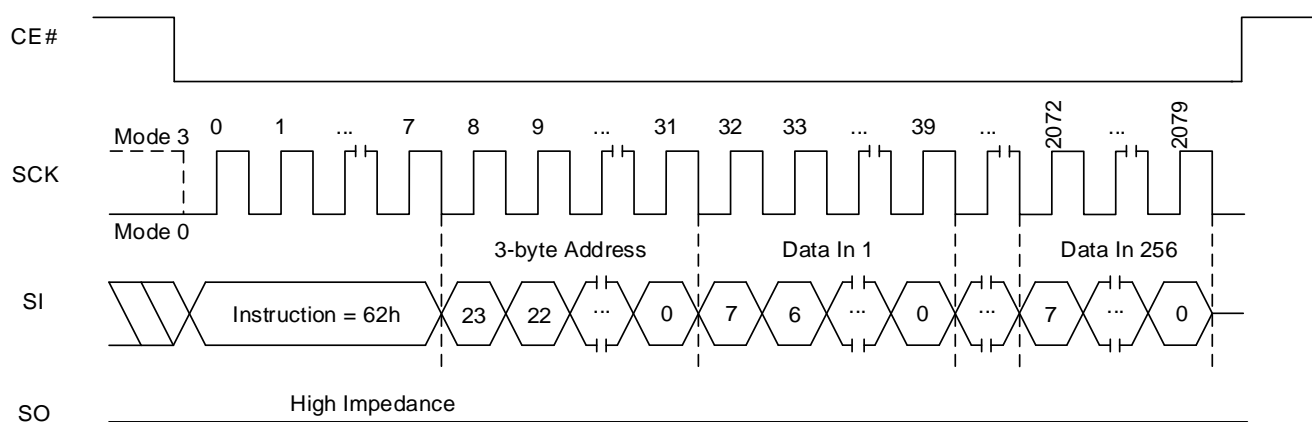 CE#
Mode 3
0 1 ... 7 8 9 ... 31 32 33 ... 39 ... 2072 ... 2079
SCK
Mode 0
3-byte Address Data In 1 Data In 256
SI Instruction = 62h 23 22 ... 0 7 6 ... 0 ... 7 ... 0
High Impedance
SO